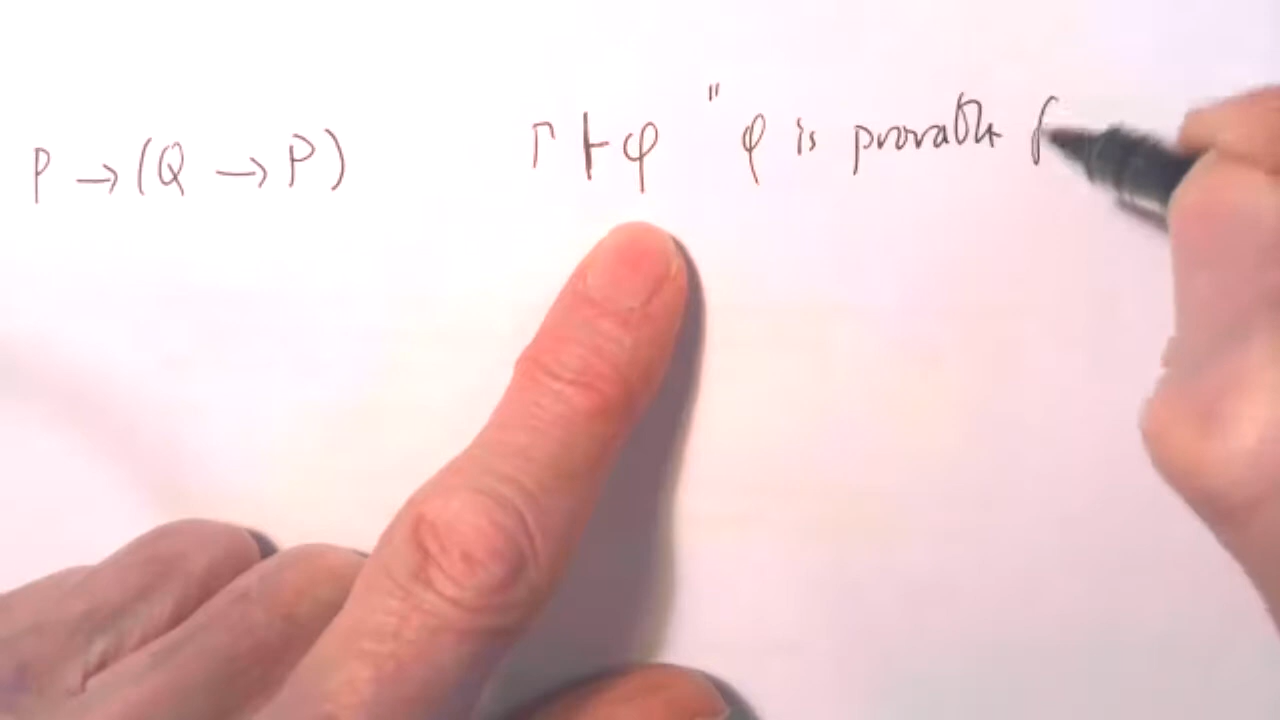 P → (Q → P)
Γ ⊢ φ " φ is provable f